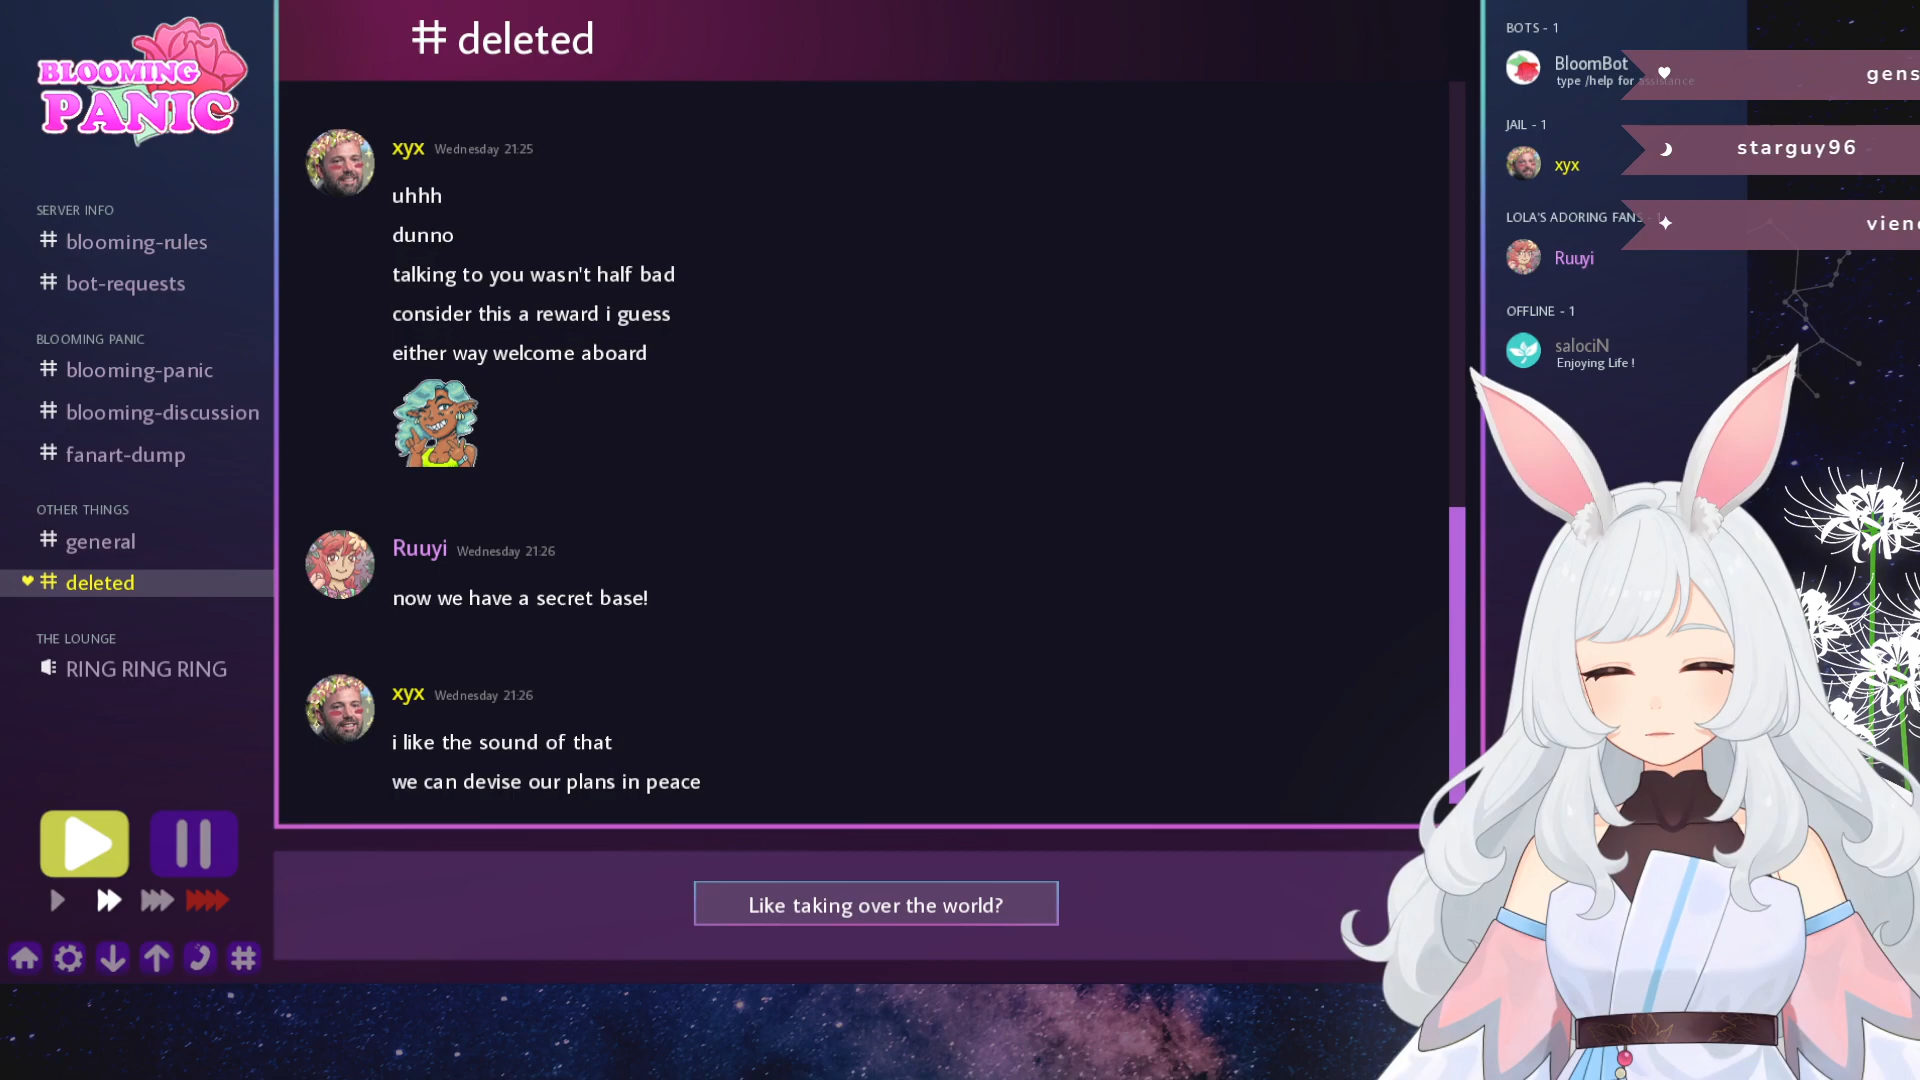 BLOOMING
PANIC
SERVER INFO
# blooming-rules
# bot-requests
BLOOMING PANIC
# blooming-panic
# blooming-discussion
# fanart-dump
OTHER THINGS
# general
# deleted
THE LOUNGE
RING RING RING
# deleted
xyx Wednesday 21:25
uhhh
dunno
talking to you wasn't half bad
consider this a reward i guess
either way welcome aboard
Ruuyi Wednesday 21:26
now we have a secret base!
xyx Wednesday 21:26
i like the sound of that
we can devise our plans in peace
Like taking over the world?
BOTS - 1
BloomBot
type /help for assistance
JAIL - 1
xyx
LOLA'S ADORING FANS - 1
Ruuyi
OFFLINE - 1
salociN
Enjoying Life !
gens
starguy96
vien